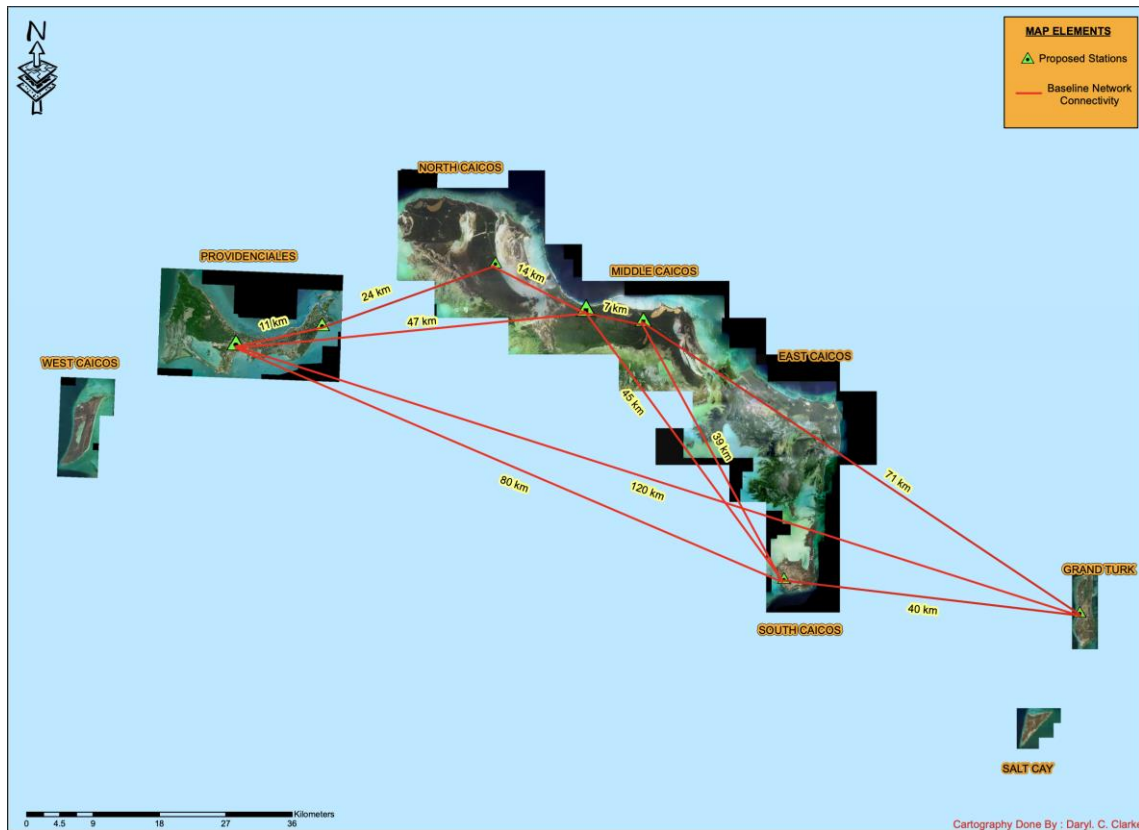 N
MAP ELEMENTS
Proposed Stations
Baseline Network
Connectivity
NORTH CAICOS
PROVIDENCIALES
MIDDLE CAICOS
14 km
24 km
7 km
11 km
47 km
WEST CAICOS
EAST CAICOS
45 km
39 km
80 km
120 km
71 km
GRAND TURK
40 km
SOUTH CAICOS
SALT CAY
Kilometers
0 4.5 9 18 27 36
Cartography Done By : Daryl. C. Clarke